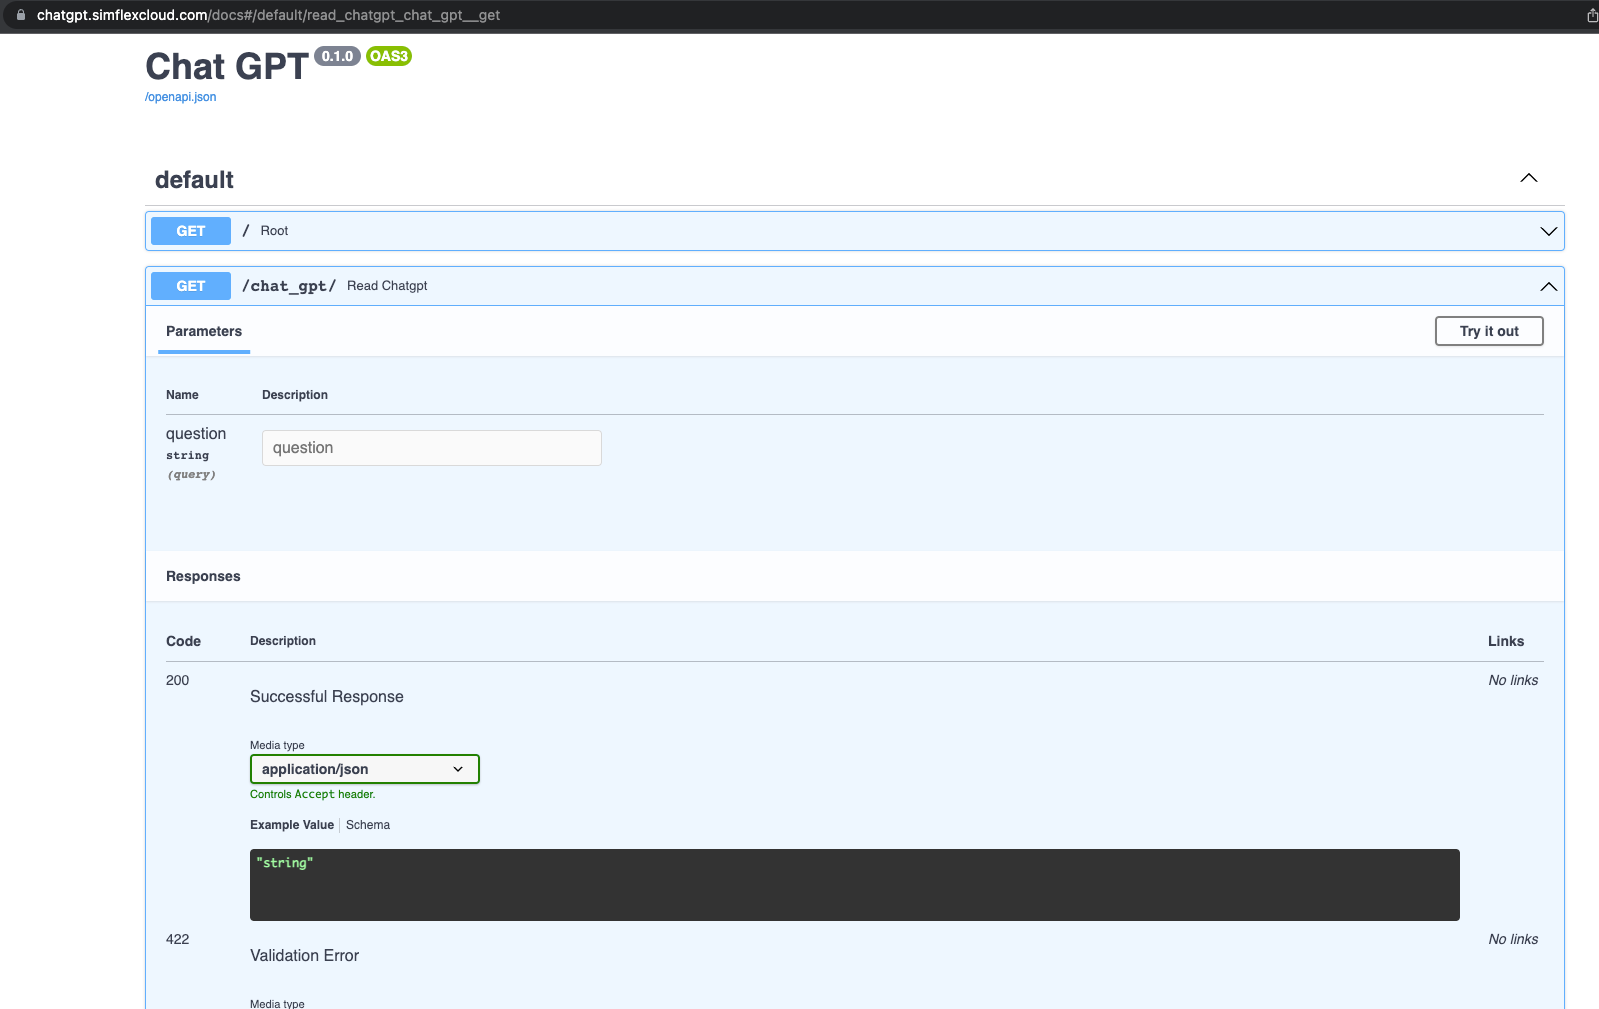 chatgpt.simflexcloud.com/docs#/default/read_chatgpt_chat_gpt__get
Chat GPT 0.1.0 OAS3
/openapi.json
default
GET / Root
GET /chat_gpt/ Read Chatgpt
Parameters
Try it out
Name Description
question
string
(query)
question
Responses
Code Description Links
200
Successful Response
No links
Media type
application/json
Controls Accept header.
Example Value Schema
"string"
422
Validation Error
No links
Media type